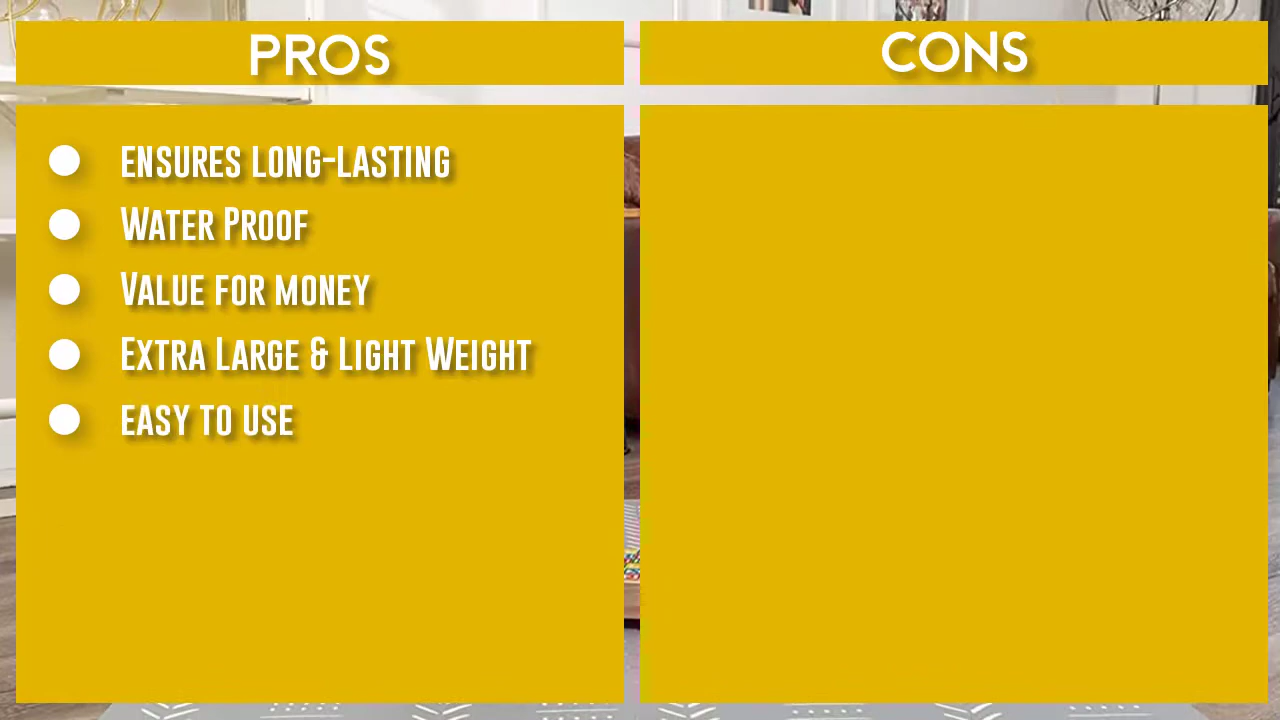 PROS
CONS
ENSURES LONG-LASTING
WATER PROOF
VALUE FOR MONEY
EXTRA LARGE & LIGHT WEIGHT
EASY TO USE